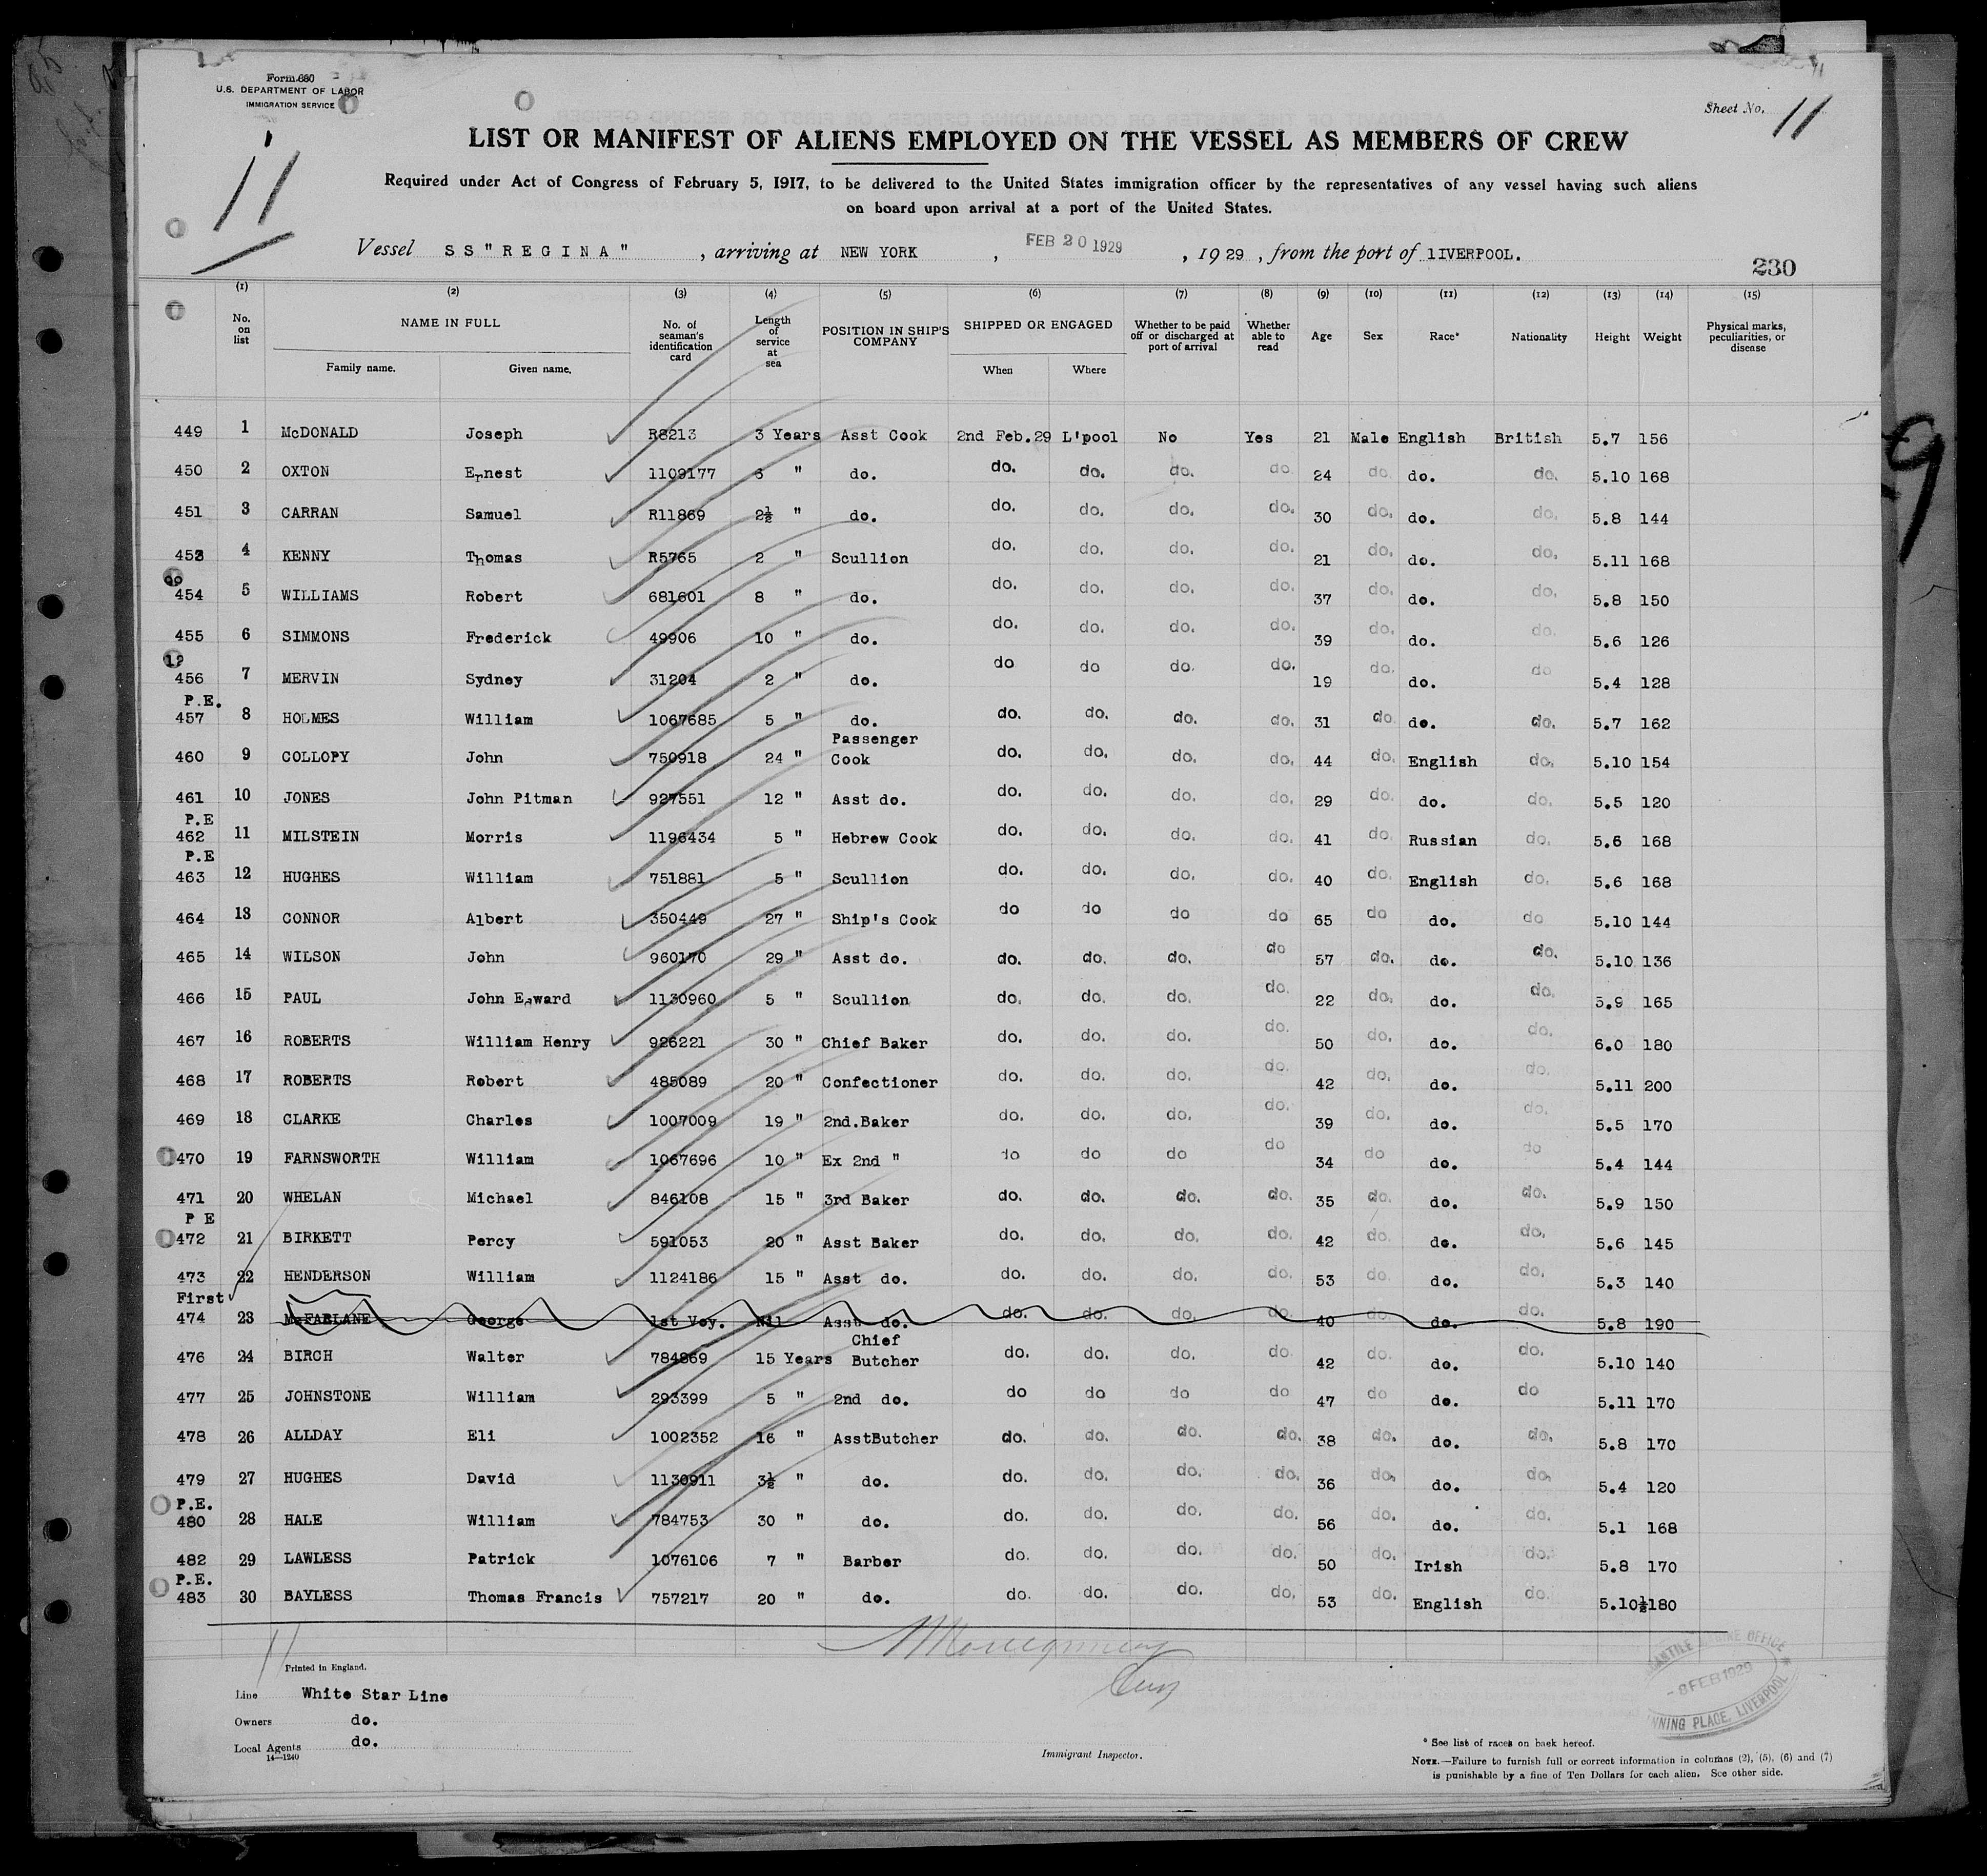 Form 680
U.S. DEPARTMENT OF LABOR
IMMIGRATION SERVICE
Sheet No. 11
11
LIST OR MANIFEST OF ALIENS EMPLOYED ON THE VESSEL AS MEMBERS OF CREW
Required under Act of Congress of February 5, 1917, to be delivered to the United States immigration officer by the representatives of any vessel having such aliens
on board upon arrival at a port of the United States.
Vessel SS "REGINA", arriving at NEW YORK, FEB 20 1929, 1929, from the port of lIVERPOOL.
230
(1) (2) (3) (4) (5) (6) (7) (8) (9) (10) (11) (12) (13) (14) (15)
No. on list NAME IN FULL Family name. Given name. No. of seaman's identification card Length of service at sea POSITION IN SHIP'S COMPANY SHIPPED OR ENGAGED When Where Whether to be paid off or discharged at port of arrival Whether able to read Age Sex Race* Nationality Height Weight Physical marks, peculiarities, or disease
449 1 McDONALD Joseph R8213 3 Years Asst Cook 2nd Feb.29 L'pool No Yes 21 Male English British 5.7 156
450 2 OXTON Ernest 1109177 6 " do. do. do. do. do 24 do. do. do. 5.10 168
451 3 CARRAN Samuel R11869 2½ " do. do. do. do. do. 30 do. do. do. 5.8 144
453 4 KENNY Thomas R5765 2 " Scullion do. do. do. do. 21 do. do. do. 5.11 168
454 5 WILLIAMS Robert 681601 8 " do. do. do. do. do. 37 do. do. do. 5.8 150
455 6 SIMMONS Frederick 49906 10 " do. do. do. do. do. 39 do. do. do. 5.6 126
456 7 MERVIN Sydney 31204 2 " do. do do do. do. 19 do. do. do 5.4 128
P.E.
457 8 HOLMES William 1067685 5 " do. do. do. do. do. 31 do do. do. 5.7 162
460 9 COLLOPY John 750918 24 " Passenger Cook do. do. do. do. 44 do. English do. 5.10 154
461 10 JONES John Pitman 927551 12 " Asst do. do. do. do. do. 29 do. do. do. 5.5 120
P.E
462 11 MILSTEIN Morris 1196434 5 " Hebrew Cook do. do. do. do. 41 do Russian do. 5.6 168
P.E
463 12 HUGHES William 751881 5 " Scullion do. do. do. do. 40 do. English do. 5.6 168
464 13 CONNOR Albert 350449 27 " Ship's Cook do do do do 65 do do. do 5.10 144
465 14 WILSON John 960170 29 " Asst do. do. do. do. do 57 do. do. do. 5.10 136
466 15 PAUL John Edward 1130960 5 " Scullion do. do. do. do. 22 do. do. do. 5.9 165
467 16 ROBERTS William Henry 926221 30 " Chief Baker do. do. do. do. 50 do. do. do. 6.0 180
468 17 ROBERTS Robert 485089 20 " Confectioner do. do. do. do. 42 do. do. do. 5.11 200
469 18 CLARKE Charles 1007009 19 " 2nd.Baker do. do. do. do. 39 do. do. do. 5.5 170
470 19 FARNSWORTH William 1067696 10 " Ex 2nd " do do do do 34 do do. do 5.4 144
471 20 WHELAN Michael 846108 15 " 3rd Baker do. do. do. do. 35 do. do. do. 5.9 150
P E
472 21 BIRKETT Percy 591053 20 " Asst Baker do. do. do. do. 42 do. do. do. 5.6 145
473 22 HENDERSON William 1124186 15 " Asst do. do. do. do. do. 53 do. do. do. 5.3 140
First
474 23 McFARLANE George 1st Voy. Nil Asst do. do. do. do. do. 40 do. do. do. 5.8 190
476 24 BIRCH Walter 784869 15 Years Chief Butcher do. do. do. do. 42 do. do. do. 5.10 140
477 25 JOHNSTONE William 293399 5 " 2nd do. do do do do 47 do do. do 5.11 170
478 26 ALLDAY Eli 1002352 16 " AsstButcher do. do. do. do. 38 do. do. do. 5.8 170
479 27 HUGHES David 1130911 3½ " do. do. do. do. do. 36 do. do. do. 5.4 120
P.E.
480 28 HALE William 784753 30 " do. do. do. do. do. 56 do. do. do. 5.1 168
482 29 LAWLESS Patrick 1076106 7 " Barber do. do. do. do. 50 do. Irish do. 5.8 170
P.E.
483 30 BAYLESS Thomas Francis 757217 20 " do. do. do. do. do. 53 do. English do. 5.10½ 180
11
Printed in England.
Line White Star Line
Owners do.
Local Agents do.
14—1240
Immigrant Inspector.
-8 FEB 1929
NNING PLACE, LIVERPOOL
* See list of races on back hereof.
NOTE.—Failure to furnish full or correct information in columns (2), (5), (6) and (7)
is punishable by a fine of Ten Dollars for each alien. See other side.
9